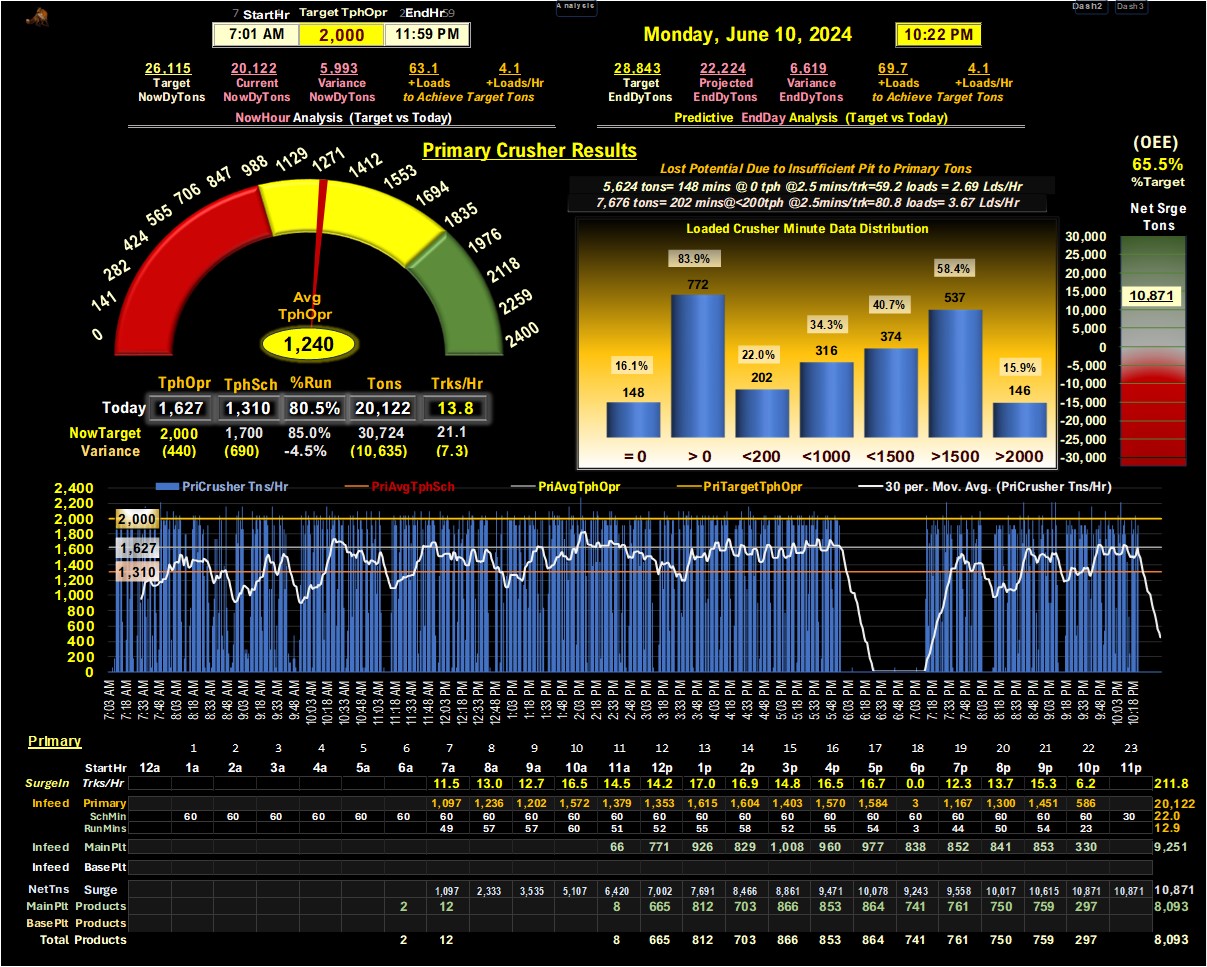 Analysis
Dash2 Dash3
7 StartHr Target TphOpr EndHr 59
7:01 AM 2,000 11:59 PM
Monday, June 10, 2024 10:22 PM
26,115 20,122 5,993 63.1 4.1
Target Current Variance +Loads +Loads/Hr
NowDyTons NowDyTons NowDyTons to Achieve Target Tons
NowHour Analysis (Target vs Today)
28,843 22,224 6,619 69.7 4.1
Target Projected Variance +Loads +Loads/Hr
EndDyTons EndDyTons EndDyTons to Achieve Target Tons
Predictive EndDay Analysis (Target vs Today)
Primary Crusher Results
(OEE)
65.5%
%Target
Lost Potential Due to Insufficient Pit to Primary Tons
5,624 tons= 148 mins @ 0 tph @2.5 mins/trk=59.2 loads = 2.69 Lds/Hr
7,676 tons= 202 mins@<200tph @2.5mins/trk=80.8 loads= 3.67 Lds/Hr
0 141 282 424 565 706 847 988 1129 1271 1412 1553 1694 1835 1976 2118 2259 2400
Avg
TphOpr
1,240
Loaded Crusher Minute Data Distribution
16.1% 83.9% 22.0% 34.3% 40.7% 58.4% 15.9%
148 772 202 316 374 537 146
= 0 > 0 <200 <1000 <1500 >1500 >2000
Net Srge
Tons
30,000
25,000
20,000
15,000
10,871
10,000
5,000
0
-5,000
-10,000
-15,000
-20,000
-25,000
-30,000
TphOpr TphSch %Run Tons Trks/Hr
Today 1,627 1,310 80.5% 20,122 13.8
NowTarget 2,000 1,700 85.0% 30,724 21.1
Variance (440) (690) -4.5% (10,635) (7.3)
PriCrusher Tns/Hr PriAvgTphSch PriAvgTphOpr PriTargetTphOpr 30 per. Mov. Avg. (PriCrusher Tns/Hr)
2,400
2,200
2,000
1,800
1,600
1,400
1,200
1,000
800
600
400
200
0
2,000
1,627
1,310
7:03 AM 7:18 AM 7:33 AM 7:48 AM 8:03 AM 8:18 AM 8:33 AM 8:48 AM 9:03 AM 9:18 AM 9:33 AM 9:48 AM 10:03 AM 10:18 AM 10:33 AM 10:48 AM 11:03 AM 11:18 AM 11:33 AM 11:48 AM 12:03 PM 12:18 PM 12:33 PM 12:48 PM 1:03 PM 1:18 PM 1:33 PM 1:48 PM 2:03 PM 2:18 PM 2:33 PM 2:48 PM 3:03 PM 3:18 PM 3:33 PM 3:48 PM 4:03 PM 4:18 PM 4:33 PM 4:48 PM 5:03 PM 5:18 PM 5:33 PM 5:48 PM 6:03 PM 6:18 PM 6:33 PM 6:48 PM 7:03 PM 7:18 PM 7:33 PM 7:48 PM 8:03 PM 8:18 PM 8:33 PM 8:48 PM 9:03 PM 9:18 PM 9:33 PM 9:48 PM 10:03 PM 10:18 PM
Primary
1 2 3 4 5 6 7 8 9 10 11 12 13 14 15 16 17 18 19 20 21 22 23
StartHr 12a 1a 2a 3a 4a 5a 6a 7a 8a 9a 10a 11a 12p 1p 2p 3p 4p 5p 6p 7p 8p 9p 10p 11p
SurgeIn Trks/Hr 11.5 13.0 12.7 16.5 14.5 14.2 17.0 16.9 14.8 16.5 16.7 0.0 12.3 13.7 15.3 6.2 211.8
Infeed Primary 1,097 1,236 1,202 1,572 1,379 1,353 1,615 1,604 1,403 1,570 1,584 3 1,167 1,300 1,451 586 20,122
SchMin 60 60 60 60 60 60 60 60 60 60 60 60 60 60 60 60 60 60 60 60 60 60 30 22.0
RunMins 49 57 57 60 51 52 55 58 52 55 54 3 44 50 54 23 12.9
Infeed MainPlt 66 771 926 829 1,008 960 977 838 852 841 853 330 9,251
Infeed BasePlt
NetTns Surge 1,097 2,333 3,535 5,107 6,420 7,002 7,691 8,466 8,861 9,471 10,078 9,243 9,558 10,017 10,615 10,871 10,871 10,871
MainPlt Products 2 12 8 665 812 703 866 853 864 741 761 750 759 297 8,093
BasePlt Products
Total Products 2 12 8 665 812 703 866 853 864 741 761 750 759 297 8,093